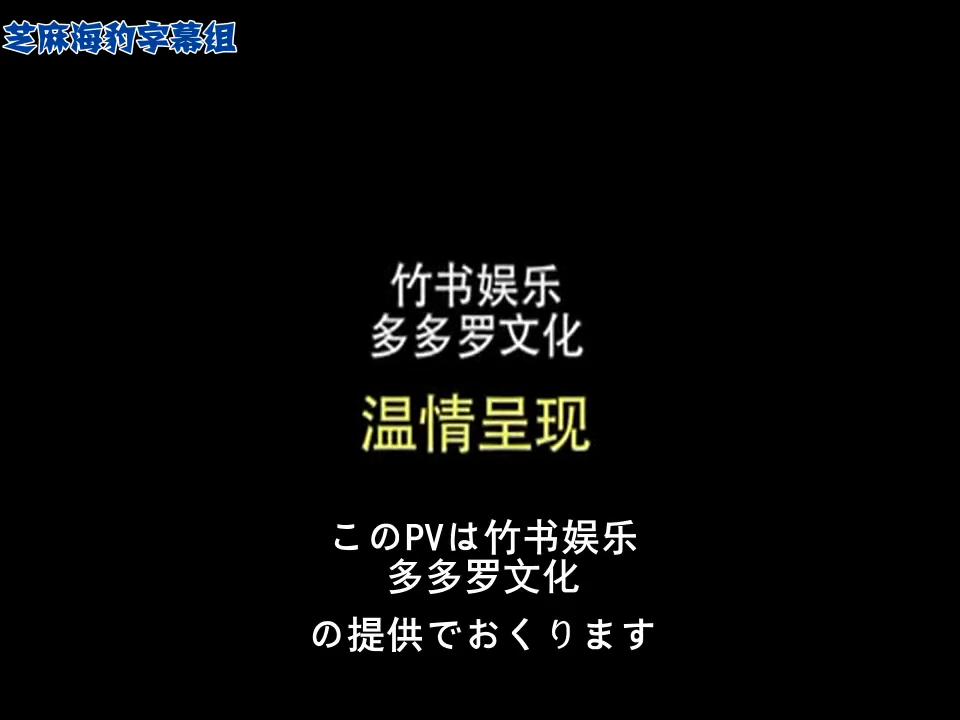 芝麻海豹字幕组
竹书娱乐
多多罗文化
温情呈现
このPVは竹书娱乐
多多罗文化
の提供でおくります